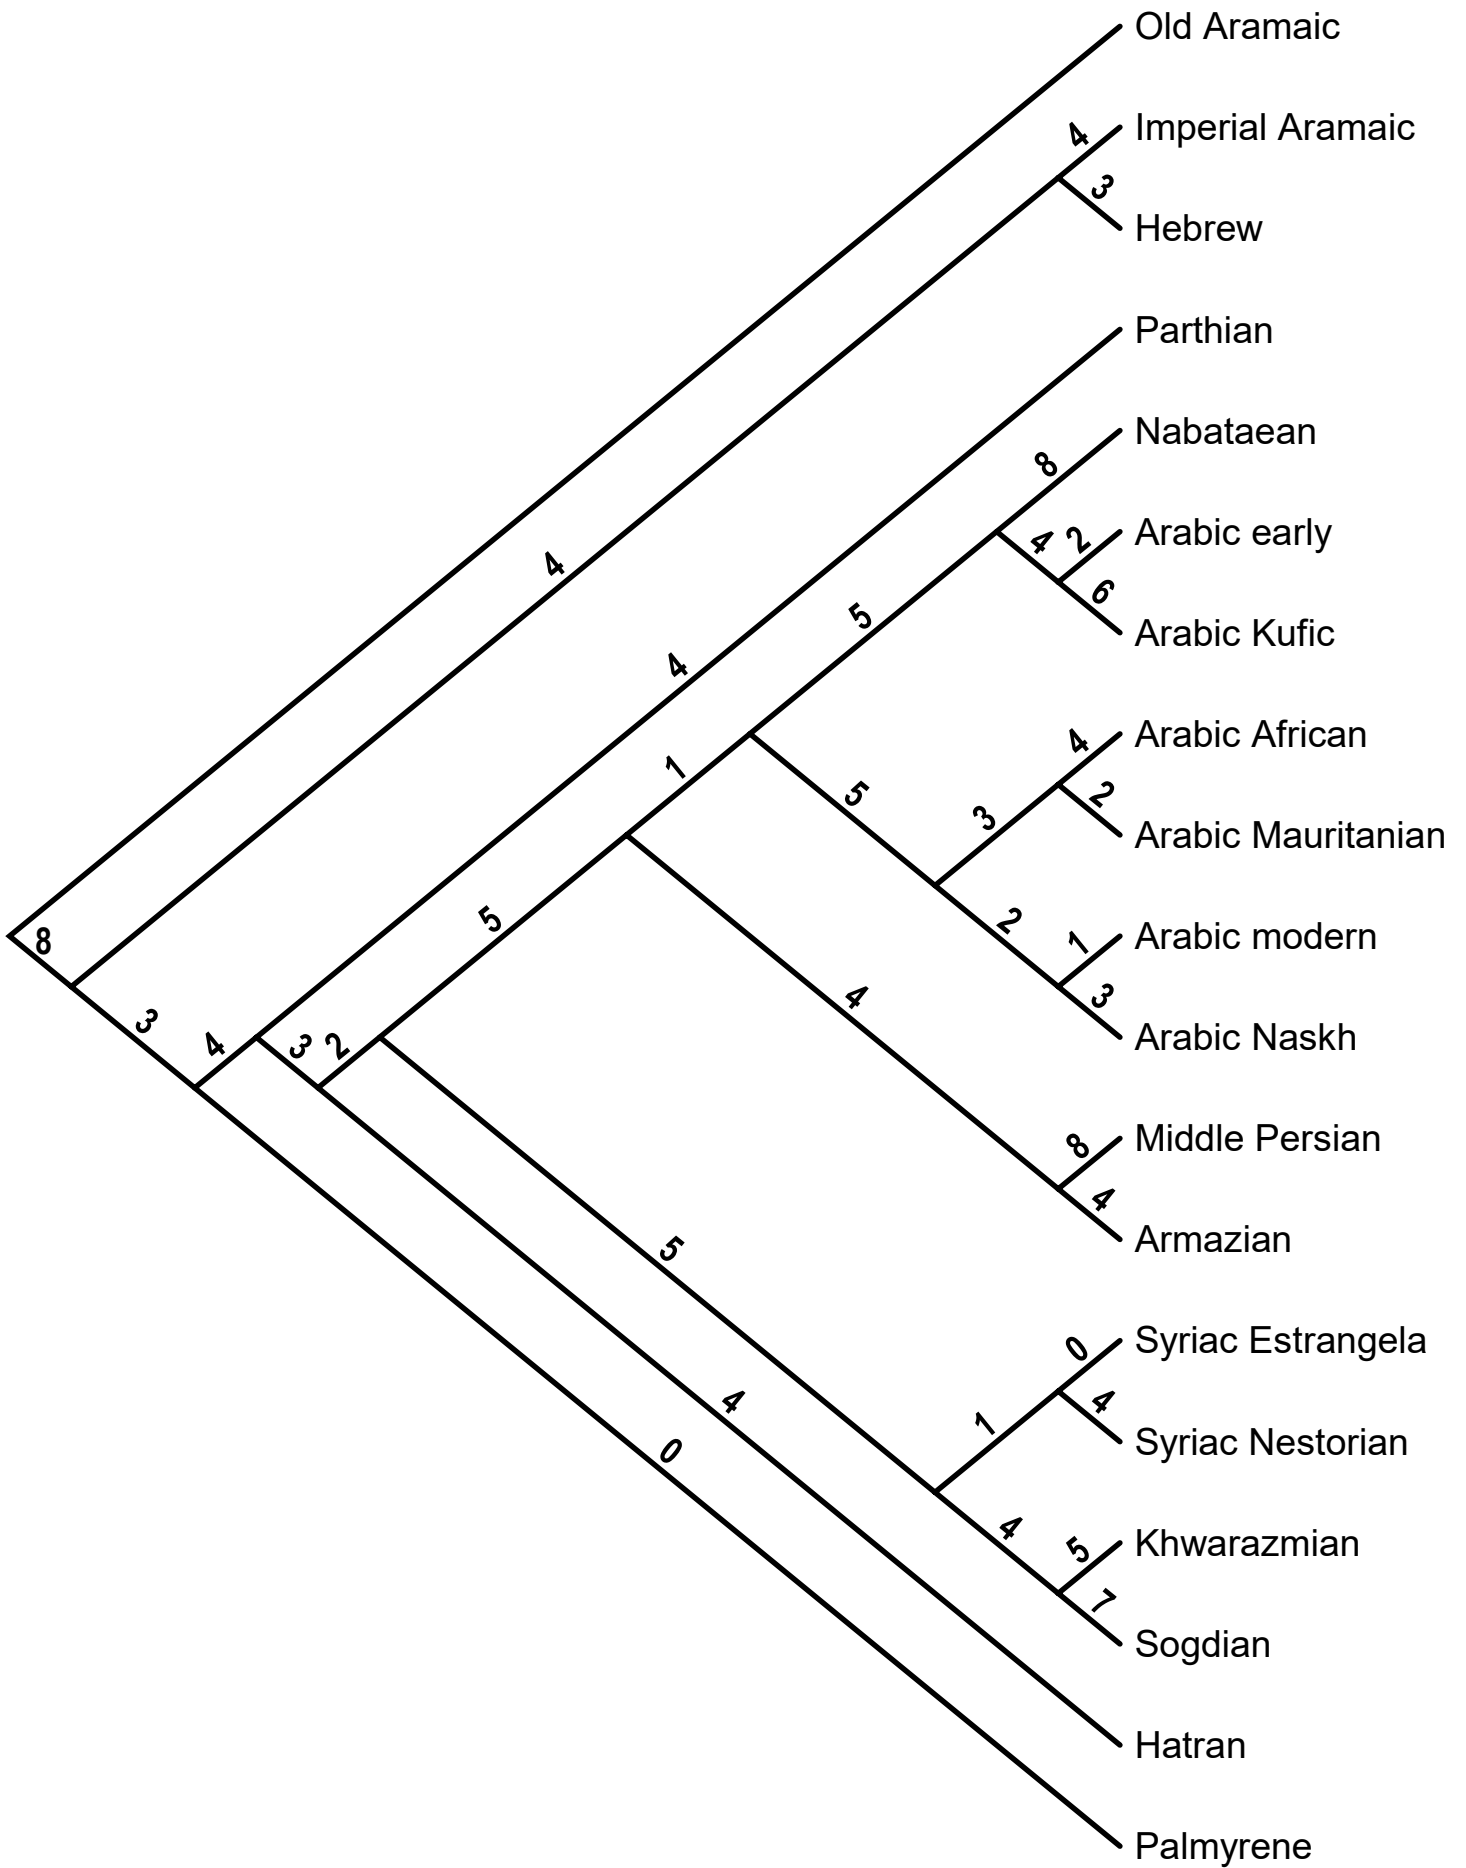 Old Aramaic
4
Imperial Aramaic
3
Hebrew
Parthian
Nabataean
8
4 2
Arabic early
4
6
5
Arabic Kufic
4
Arabic African
4
1
5
3
2
Arabic Mauritanian
5
2
1
Arabic modern
8
4
3
3
4
3 2
Arabic Naskh
8
Middle Persian
4
5
Armazian
0
Syriac Estrangela
4
4
1
Syriac Nestorian
0
4
5
Khwarazmian
7
Sogdian
Hatran
Palmyrene